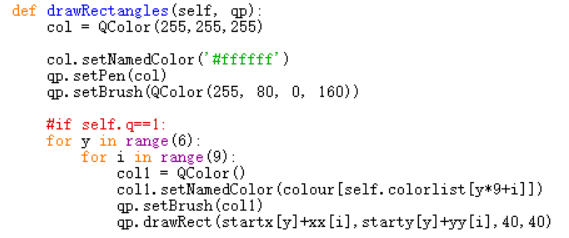 def drawRectangles(self, qp):
    col = QColor(255,255,255)

    col.setNamedColor('#ffffff')
    qp.setPen(col)
    qp.setBrush(QColor(255, 80, 0, 160))

    #if self.q==1:
    for y in range(6):
        for i in range(9):
            col1 = QColor()
            col1.setNamedColor(colour[self.colorlist[y*9+i]])
            qp.setBrush(col1)
            qp.drawRect(startx[y]+xx[i],starty[y]+yy[i],40,40)